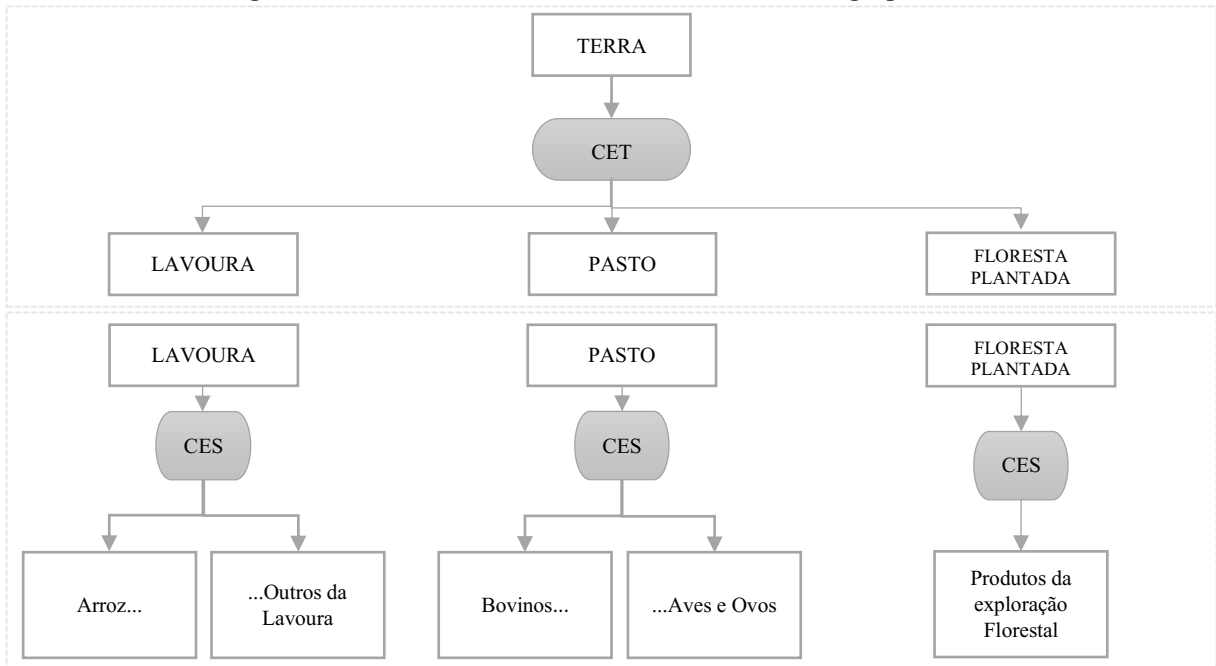 TERRA
CET
LAVOURA
PASTO
FLORESTA
PLANTADA
LAVOURA
PASTO
FLORESTA
PLANTADA
CES
CES
CES
Arroz...
...Outros da
Lavoura
Bovinos...
...Aves e Ovos
Produtos da
exploração
Florestal